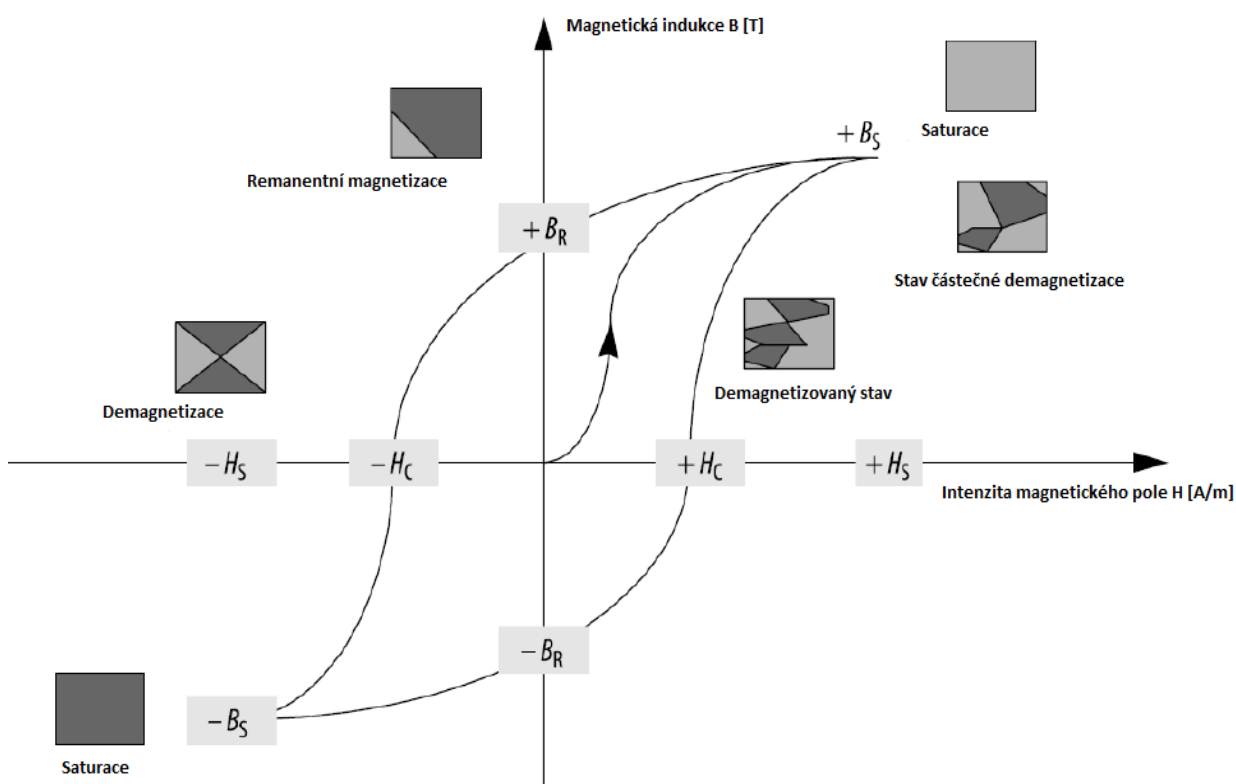 Magnetická indukce B [T]
Saturace
+ B_S
Remanentní magnetizace
+ B_R
Stav částečné demagnetizace
Demagnetizovaný stav
Demagnetizace
− H_S
− H_C
+ H_C
+ H_S
Intenzita magnetického pole H [A/m]
− B_R
− B_S
Saturace